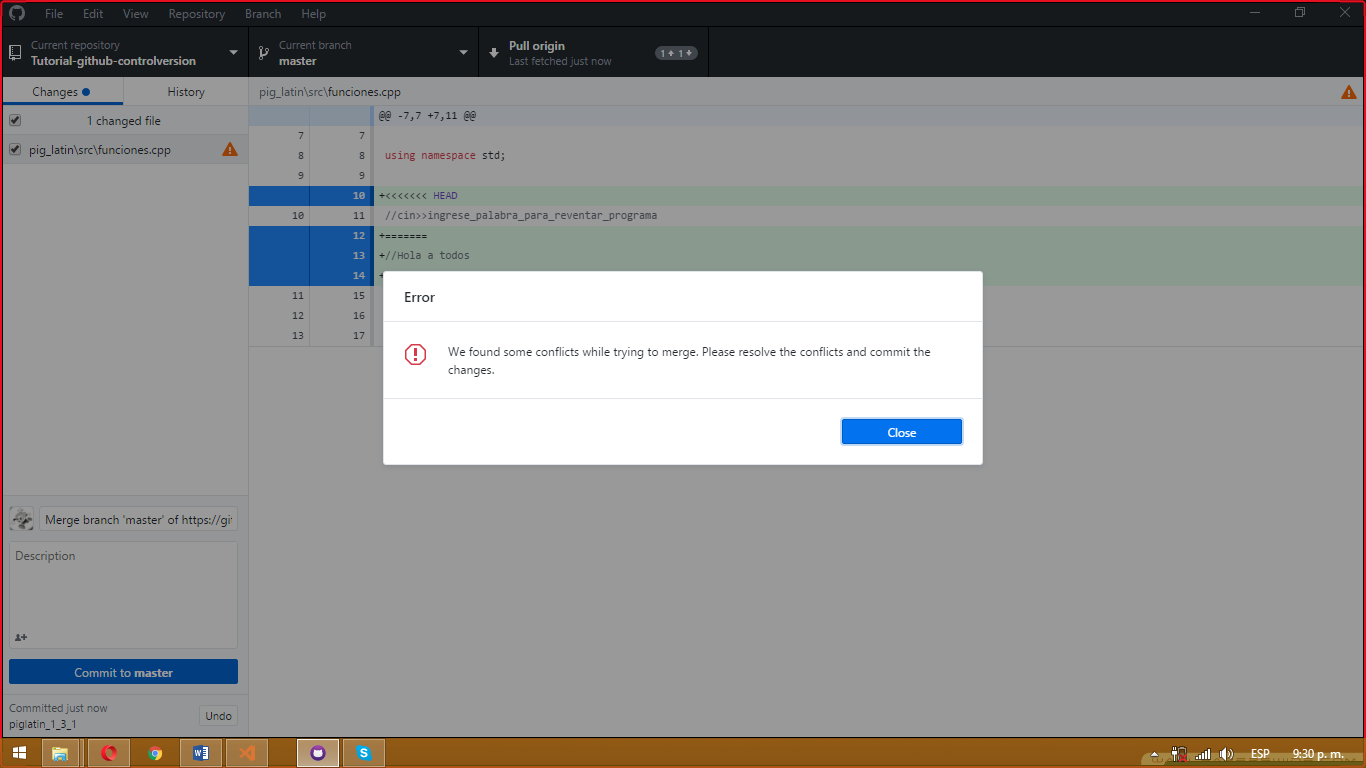 File Edit View Repository Branch Help
Current repository
Tutorial-github-controlversion
Current branch
master
Pull origin
Last fetched just now
1 1
Changes
History
1 changed file
pig_latin\src\funciones.cpp
pig_latin\src\funciones.cpp
@@ -7,7 +7,11 @@
7 7
8 8 using namespace std;
9 9
10 +<<<<<<< HEAD
10 11 //cin>>ingrese_palabra_para_reventar_programa
12 +=======
13 +//Hola a todos
14 +
11 15
12 16
13 17
Error
We found some conflicts while trying to merge. Please resolve the conflicts and commit the
changes.
Close
Merge branch 'master' of https://gi
Description
Commit to master
Committed just now
piglatin_1_3_1
Undo
ESP 9:30 p. m.